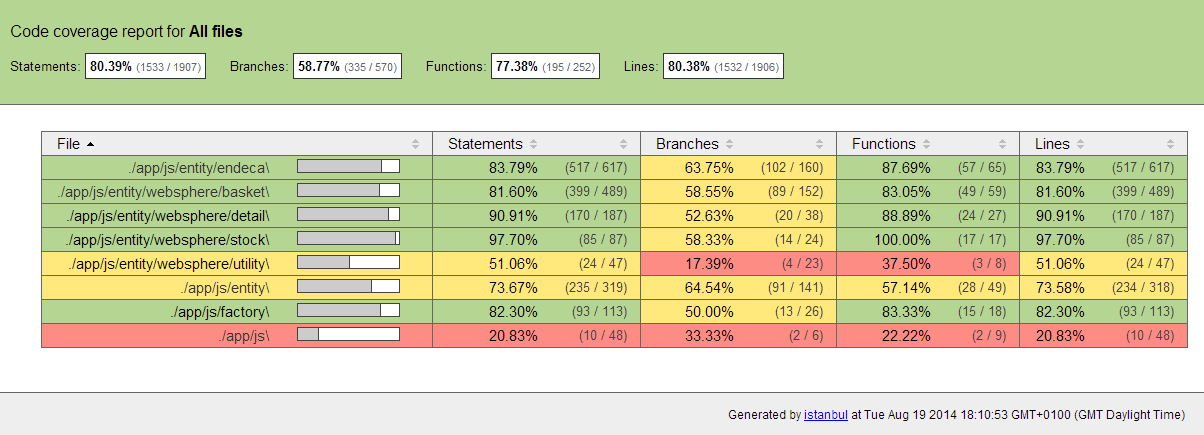 Code coverage report for All files
Statements: 80.39% (1533 / 1907) Branches: 58.77% (335 / 570) Functions: 77.38% (195 / 252) Lines: 80.38% (1532 / 1906)
File Statements Branches Functions Lines
./app/js/entity/endeca\ 83.79% (517 / 617) 63.75% (102 / 160) 87.69% (57 / 65) 83.79% (517 / 617)
./app/js/entity/websphere/basket\ 81.60% (399 / 489) 58.55% (89 / 152) 83.05% (49 / 59) 81.60% (399 / 489)
./app/js/entity/websphere/detail\ 90.91% (170 / 187) 52.63% (20 / 38) 88.89% (24 / 27) 90.91% (170 / 187)
./app/js/entity/websphere/stock\ 97.70% (85 / 87) 58.33% (14 / 24) 100.00% (17 / 17) 97.70% (85 / 87)
./app/js/entity/websphere/utility\ 51.06% (24 / 47) 17.39% (4 / 23) 37.50% (3 / 8) 51.06% (24 / 47)
./app/js/entity\ 73.67% (235 / 319) 64.54% (91 / 141) 57.14% (28 / 49) 73.58% (234 / 318)
./app/js/factory\ 82.30% (93 / 113) 50.00% (13 / 26) 83.33% (15 / 18) 82.30% (93 / 113)
./app/js\ 20.83% (10 / 48) 33.33% (2 / 6) 22.22% (2 / 9) 20.83% (10 / 48)
Generated by istanbul at Tue Aug 19 2014 18:10:53 GMT+0100 (GMT Daylight Time)